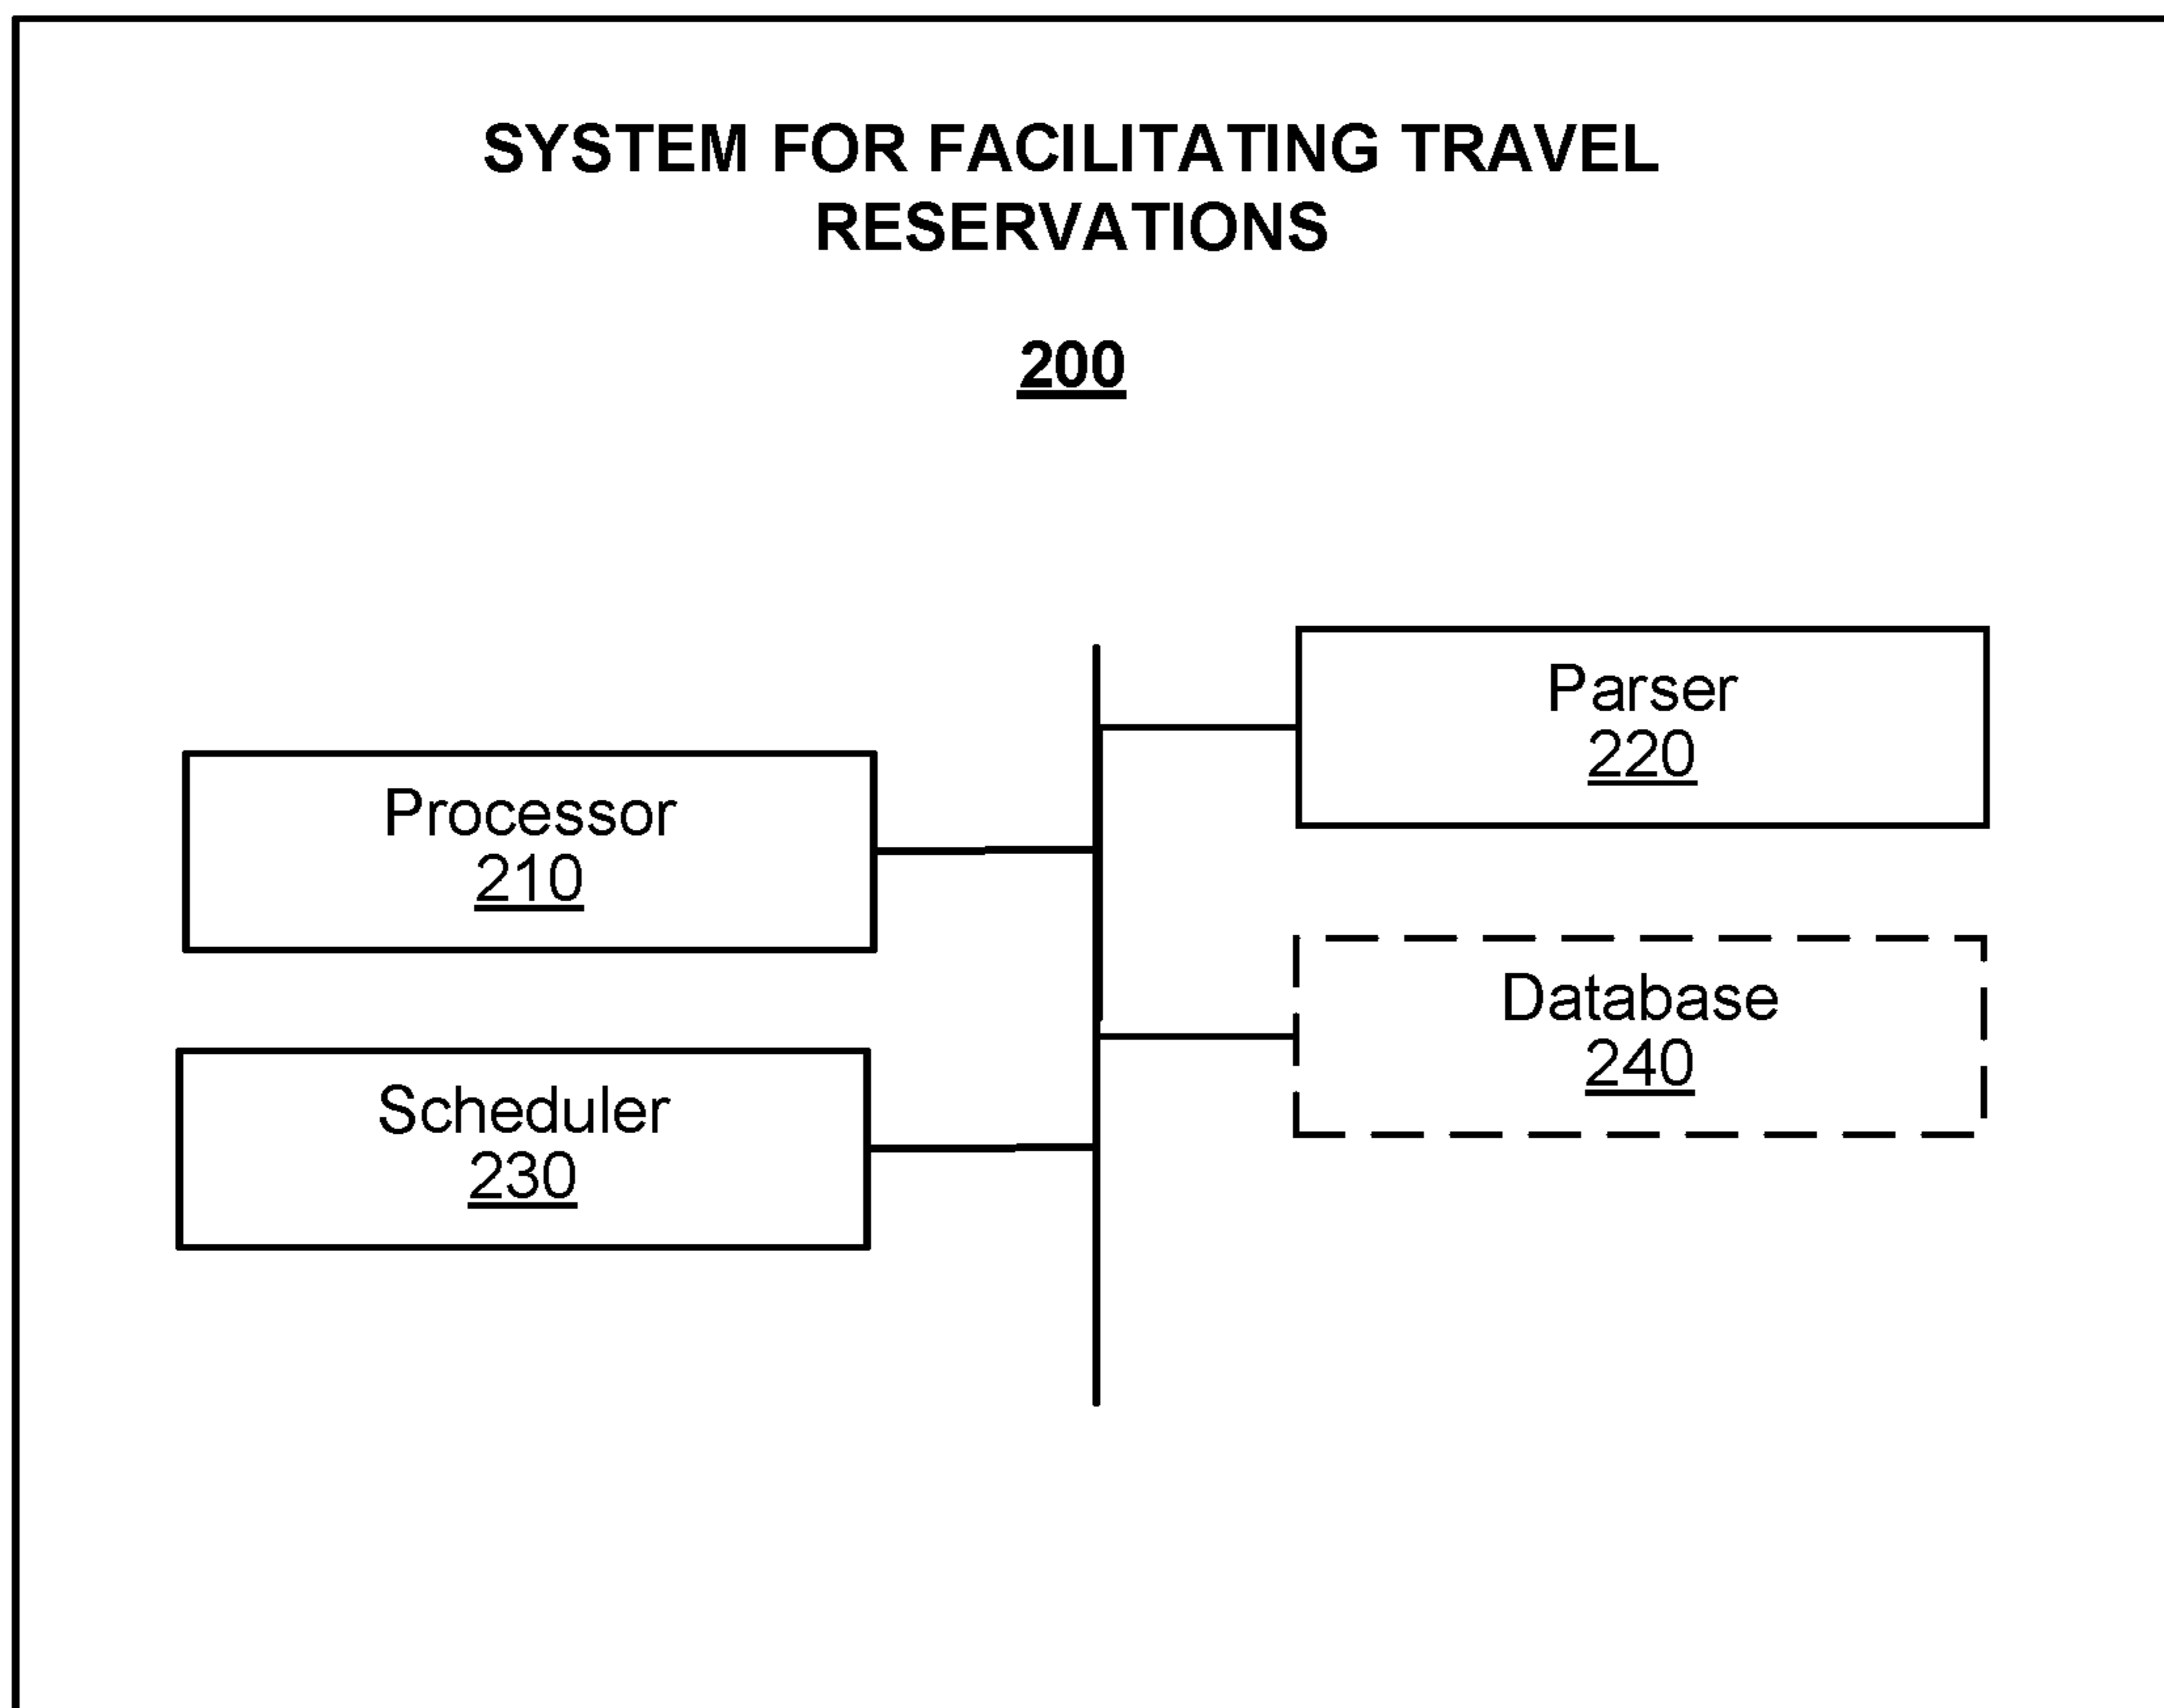 SYSTEM FOR FACILITATING TRAVEL
RESERVATIONS
200
Parser
220
Processor
210
Database
240
Scheduler
230